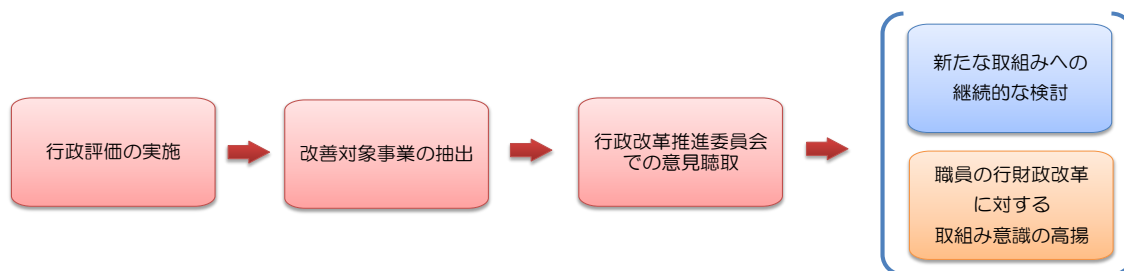 行政評価の実施
改善対象事業の抽出
行政改革推進委員会
での意見聴取
新たな取組みへの
継続的な検討
職員の行財政改革
に対する
取組み意識の高揚